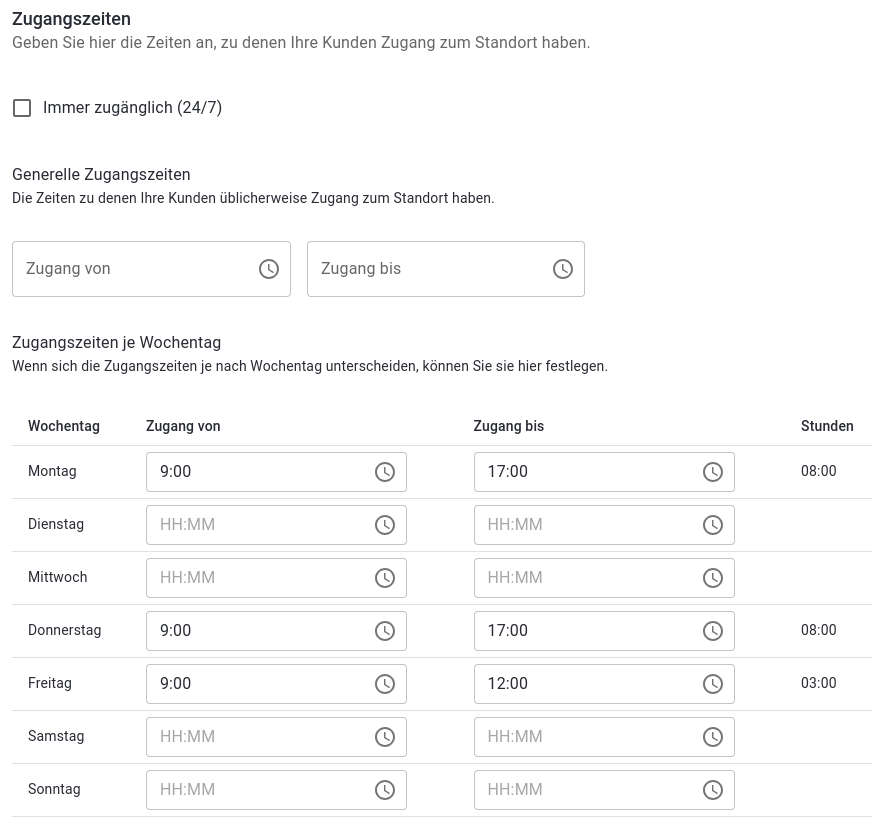 Zugangszeiten
Geben Sie hier die Zeiten an, zu denen Ihre Kunden Zugang zum Standort haben.
Immer zugänglich (24/7)
Generelle Zugangszeiten
Die Zeiten zu denen Ihre Kunden üblicherweise Zugang zum Standort haben.
Zugang von Zugang bis
Zugangszeiten je Wochentag
Wenn sich die Zugangszeiten je nach Wochentag unterscheiden, können Sie sie hier festlegen.
Wochentag Zugang von Zugang bis Stunden
Montag 9:00 17:00 08:00
Dienstag HH:MM HH:MM
Mittwoch HH:MM HH:MM
Donnerstag 9:00 17:00 08:00
Freitag 9:00 12:00 03:00
Samstag HH:MM HH:MM
Sonntag HH:MM HH:MM